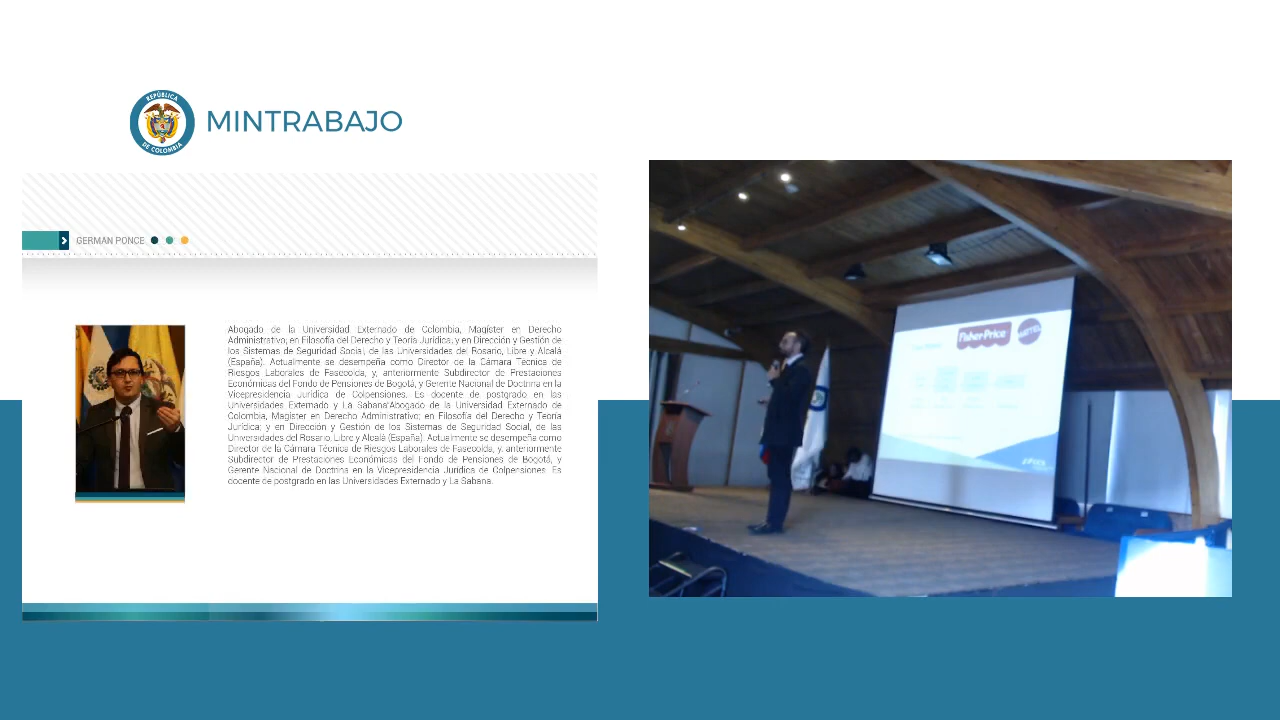 REPÚBLICA
DE COLOMBIA
MINTRABAJO
GERMAN PONCE
Abogado de la Universidad Externado de Colombia, Magíster en Derecho
Administrativo; en Filosofía del Derecho y Teoría Jurídica; y en Dirección y Gestión de
los Sistemas de Seguridad Social, de las Universidades del Rosario, Libre y Alcalá
(España). Actualmente se desempeña como Director de la Cámara Técnica de
Riesgos Laborales de Fasecolda, y, anteriormente Subdirector de Prestaciones
Económicas del Fondo de Pensiones de Bogotá, y Gerente Nacional de Doctrina en la
Vicepresidencia Jurídica de Colpensiones. Es docente de postgrado en las
Universidades Externado y La Sabana'Abogado de la Universidad Externado de
Colombia, Magíster en Derecho Administrativo; en Filosofía del Derecho y Teoría
Jurídica; y en Dirección y Gestión de los Sistemas de Seguridad Social, de las
Universidades del Rosario, Libre y Alcalá (España). Actualmente se desempeña como
Director de la Cámara Técnica de Riesgos Laborales de Fasecolda, y, anteriormente
Subdirector de Prestaciones Económicas del Fondo de Pensiones de Bogotá, y
Gerente Nacional de Doctrina en la Vicepresidencia Jurídica de Colpensiones. Es
docente de postgrado en las Universidades Externado y La Sabana.
Fisher-Price
MATTEL